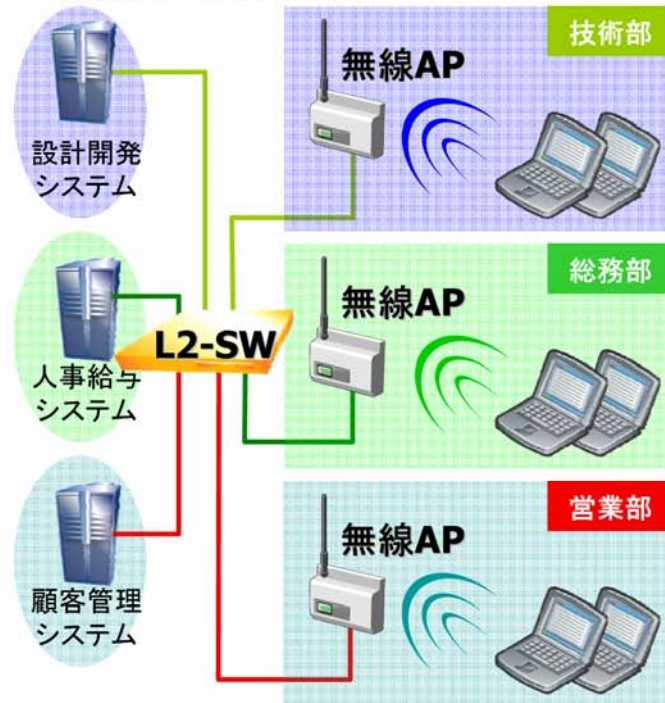 技術部
無線AP
設計開発
システム
総務部
無線AP
L2-SW
人事給与
システム
営業部
無線AP
顧客管理
システム